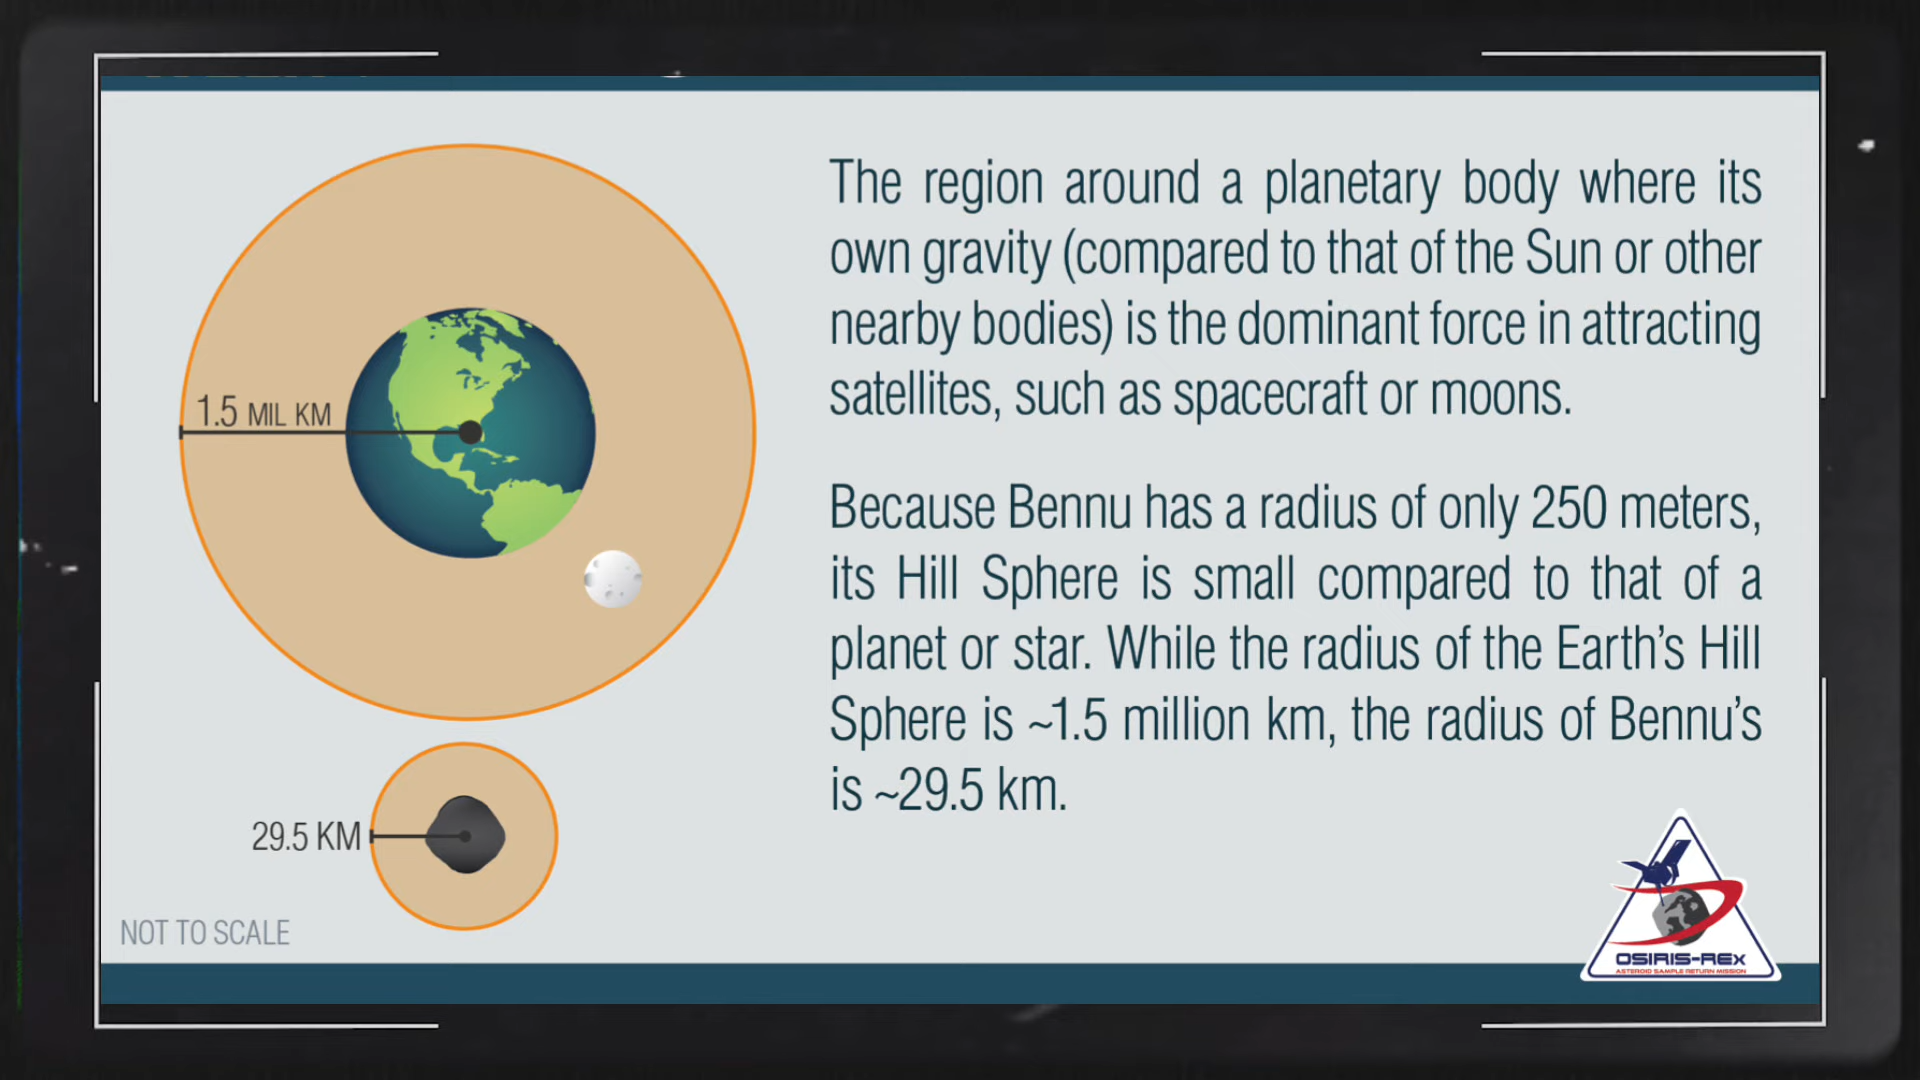 The region around a planetary body where its
own gravity (compared to that of the Sun or other
nearby bodies) is the dominant force in attracting
satellites, such as spacecraft or moons.
Because Bennu has a radius of only 250 meters,
its Hill Sphere is small compared to that of a
planet or star. While the radius of the Earth's Hill
Sphere is ~1.5 million km, the radius of Bennu's
is ~29.5 km.
1.5 MIL KM
29.5 KM
NOT TO SCALE
OSIRIS-REx
ASTEROID SAMPLE RETURN MISSION